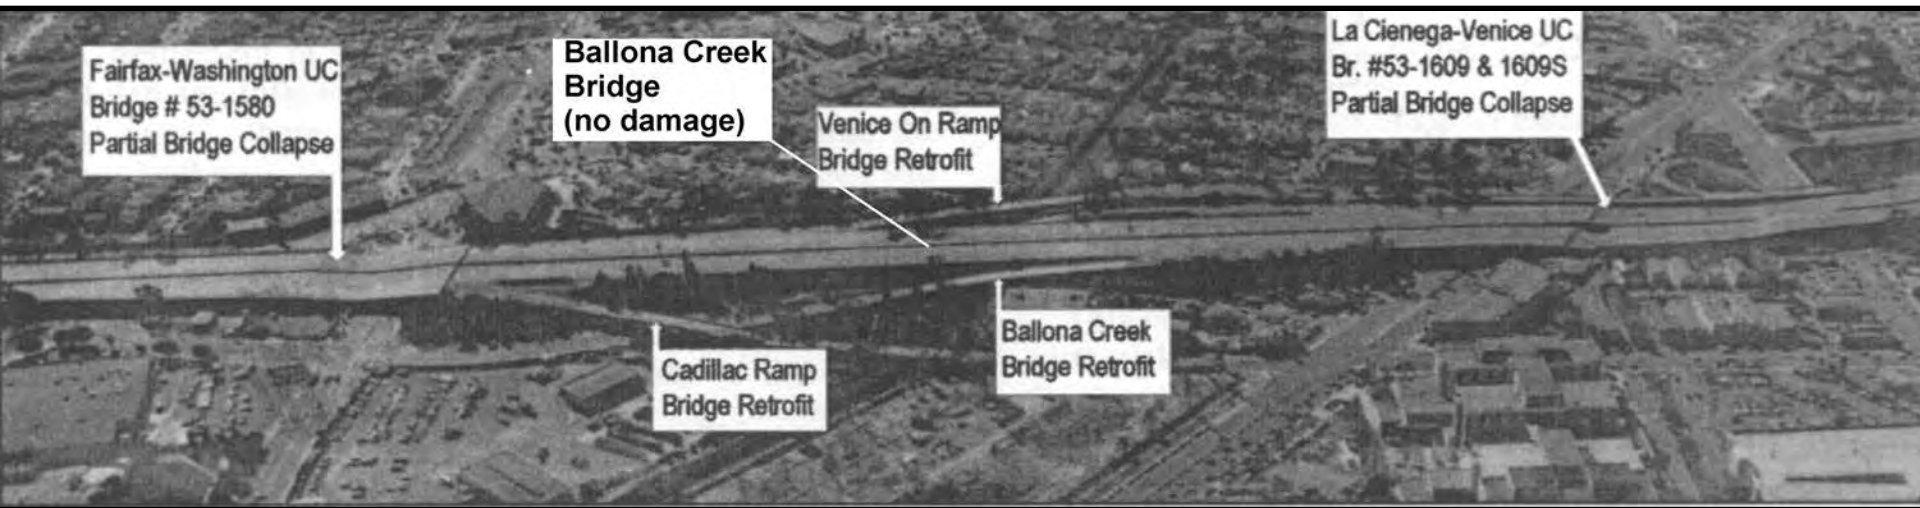 Fairfax-Washington UC
Bridge # 53-1580
Partial Bridge Collapse
Ballona Creek
Bridge
(no damage)
Venice On Ramp
Bridge Retrofit
La Cienega-Venice UC
Br. #53-1609 & 1609S
Partial Bridge Collapse
Cadillac Ramp
Bridge Retrofit
Ballona Creek
Bridge Retrofit